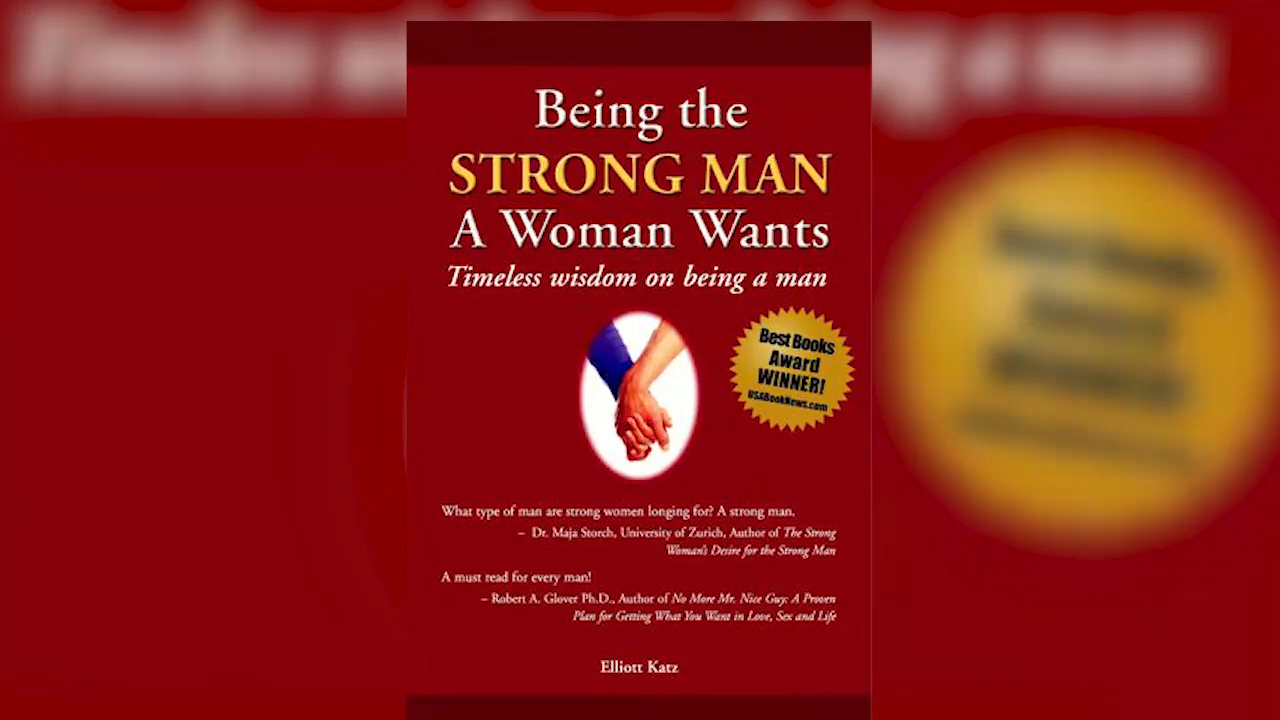 Being the
STRONG MAN
A Woman Wants
Timeless wisdom on being a man
Best Books
Award
WINNER!
USABookNews.com
What type of man are strong women longing for? A strong man.
– Dr. Maja Storch, University of Zurich, Author of The Strong
Woman's Desire for the Strong Man
A must read for every man!
– Robert A. Glover Ph.D., Author of No More Mr. Nice Guy: A Proven
Plan for Getting What You Want in Love, Sex and Life
Elliott Katz